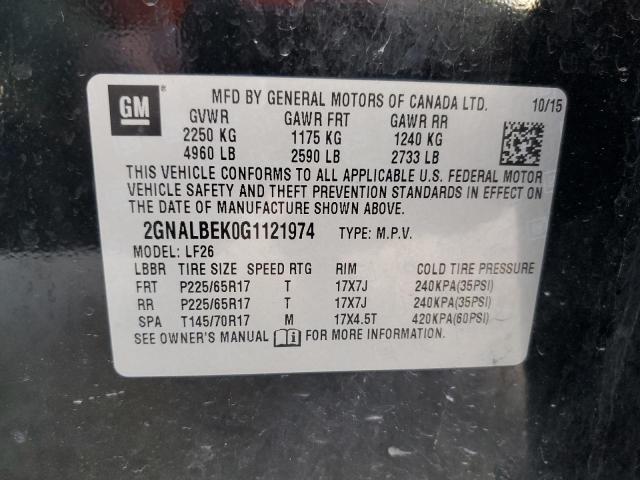 GM ®
MFD BY GENERAL MOTORS OF CANADA LTD. 10/15
GVWR GAWR FRT GAWR RR
2250 KG 1175 KG 1240 KG
4960 LB 2590 LB 2733 LB
THIS VEHICLE CONFORMS TO ALL APPLICABLE U.S. FEDERAL MOTOR
VEHICLE SAFETY AND THEFT PREVENTION STANDARDS IN EFFECT ON
THE DATE OF MANUFACTURE SHOWN ABOVE.
2GNALBEK0G1121974 TYPE: M.P.V.
MODEL: LF26
LBBR TIRE SIZE SPEED RTG RIM COLD TIRE PRESSURE
FRT P225/65R17 T 17X7J 240KPA(35PSI)
RR P225/65R17 T 17X7J 240KPA(35PSI)
SPA T145/70R17 M 17X4.5T 420KPA(60PSI)
SEE OWNER'S MANUAL i FOR MORE INFORMATION.